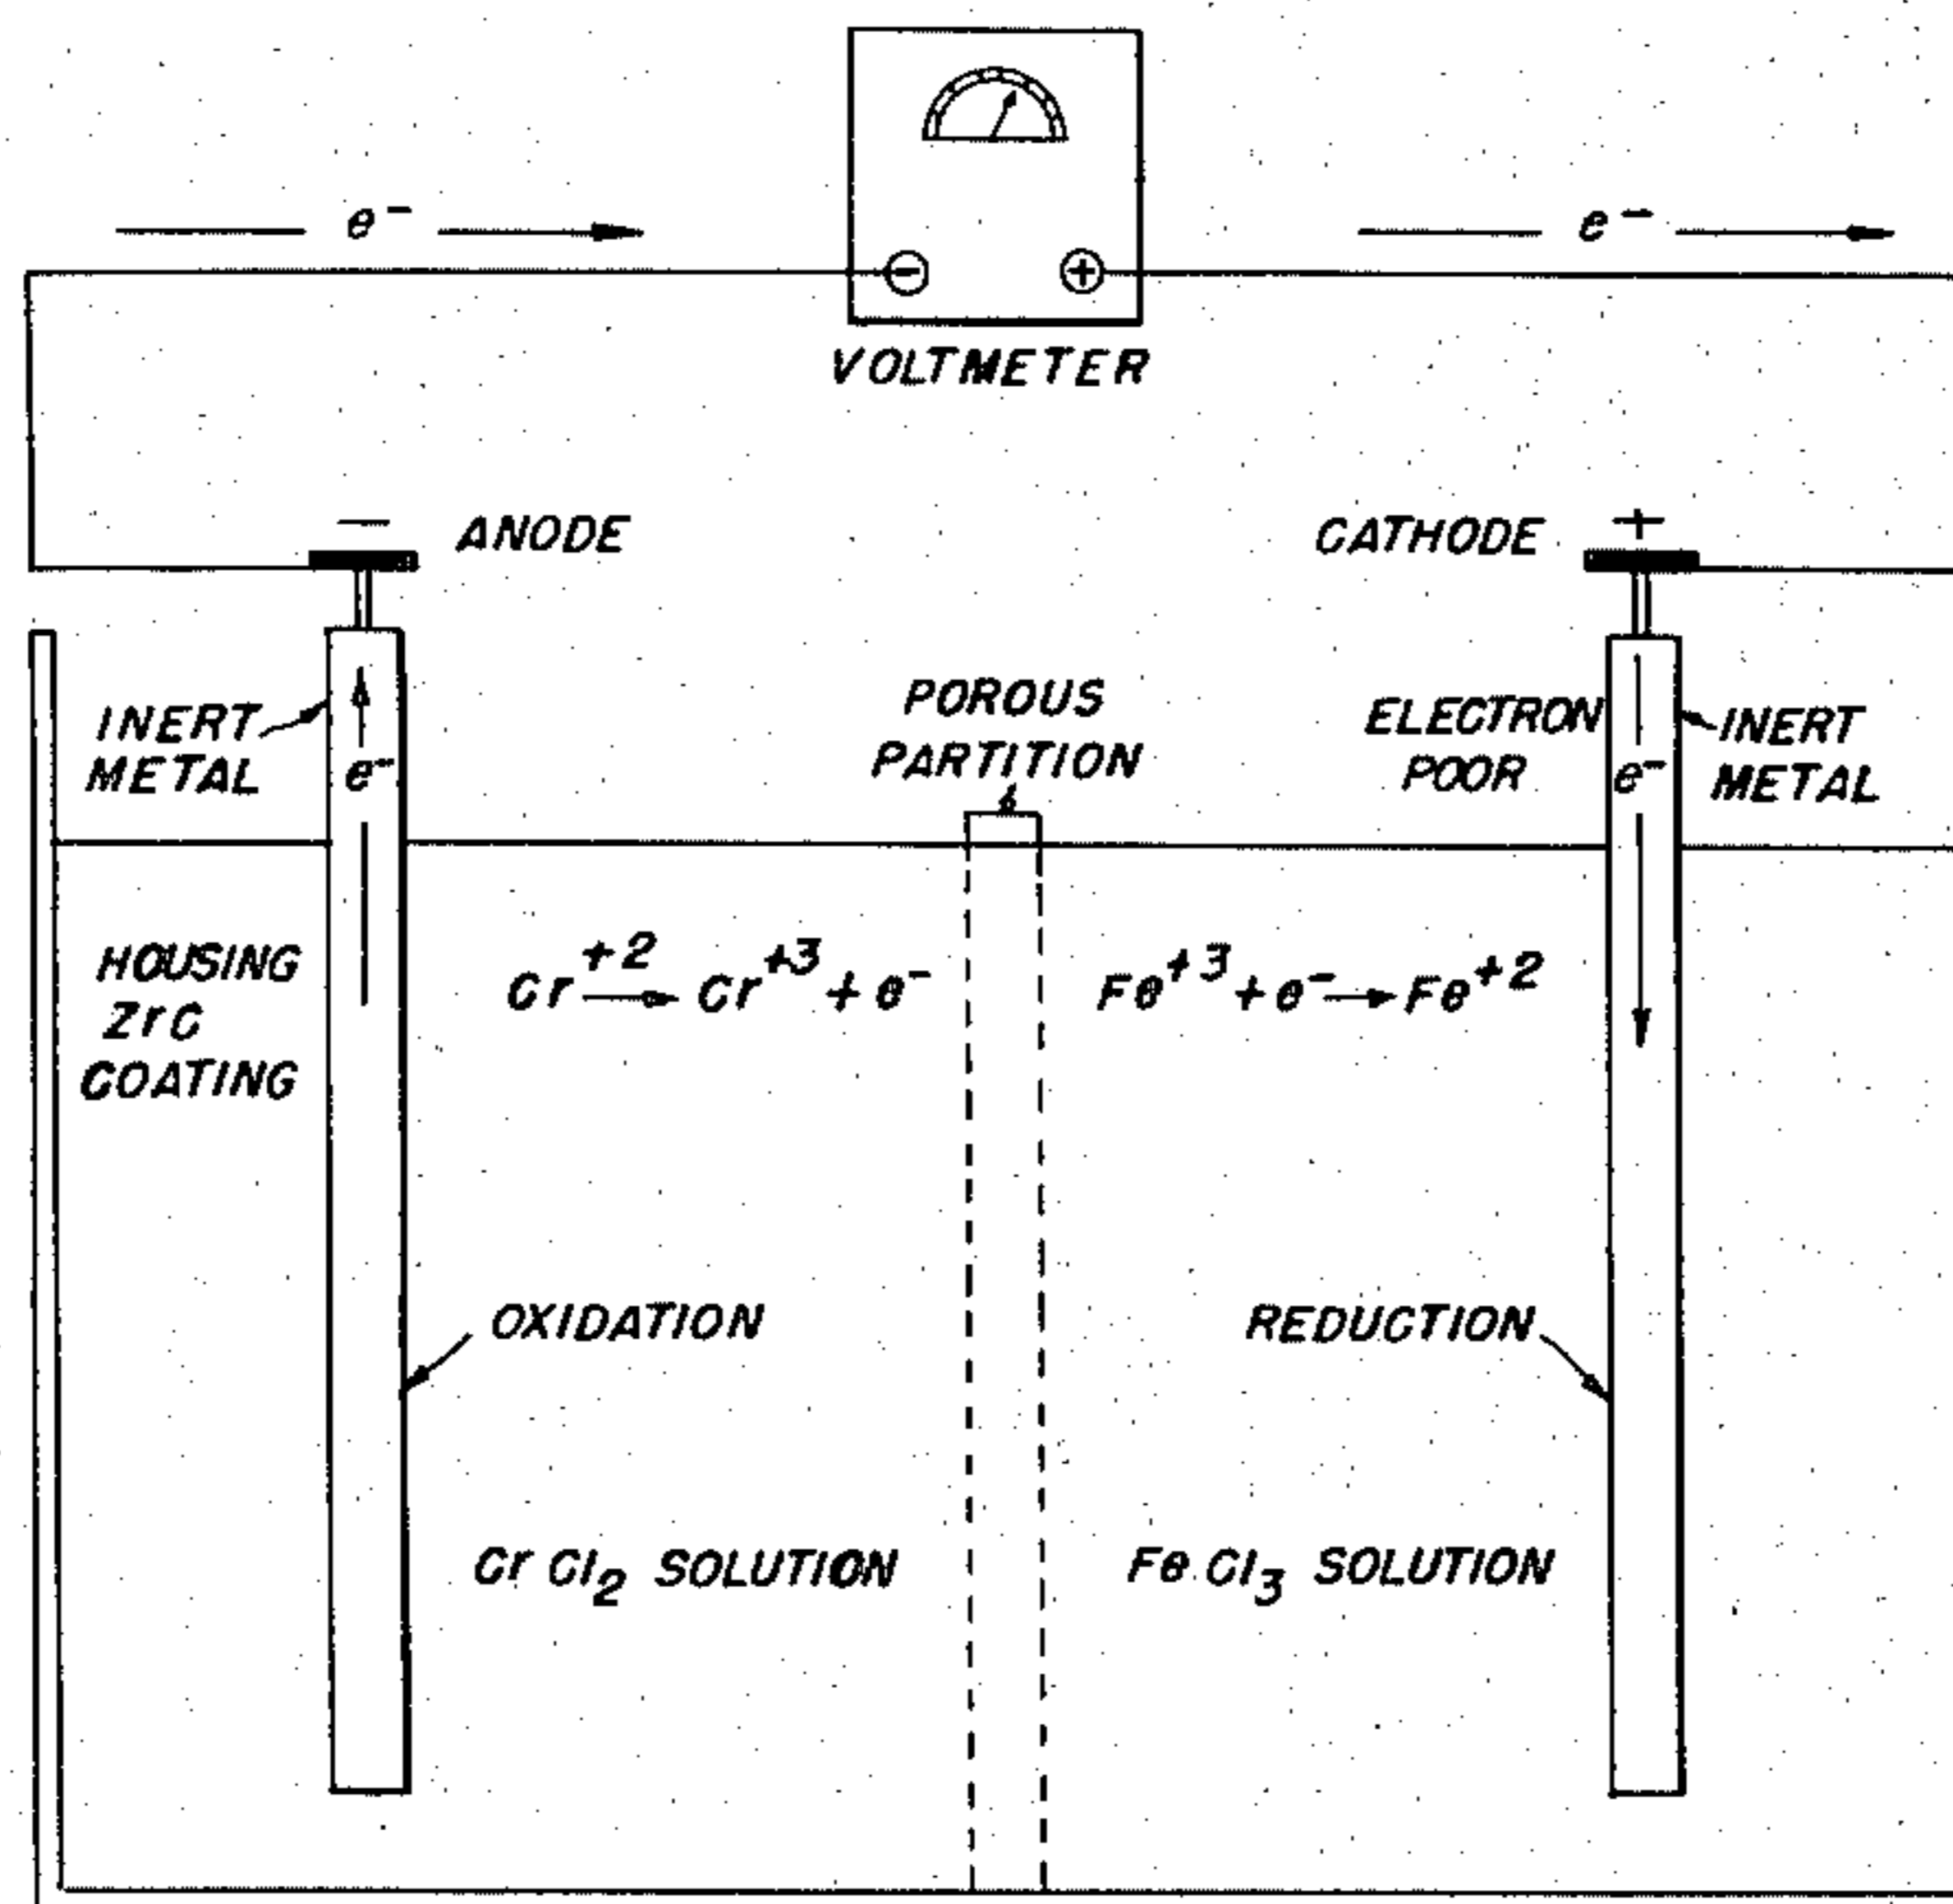 e⁻
e⁻
− +
VOLTMETER
− ANODE
CATHODE +
INERT
METAL
e⁻
POROUS
PARTITION
ELECTRON
POOR
e⁻
INERT
METAL
HOUSING
ZrC
COATING
Cr⁺² → Cr⁺³ + e⁻
Fe⁺³ + e⁻ → Fe⁺²
OXIDATION
REDUCTION
CrCl₂ SOLUTION
FeCl₃ SOLUTION